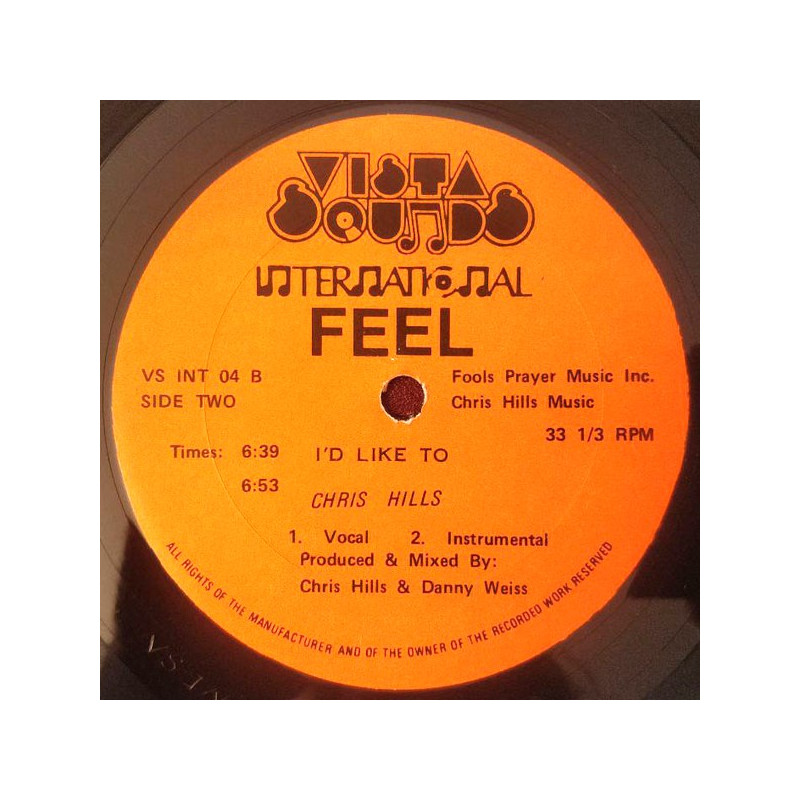 VISTA
SOUNDS
INTERNATIONAL
FEEL
VS INT 04 B
SIDE TWO
Fools Prayer Music Inc.
Chris Hills Music
33 1/3 RPM
Times: 6:39 I'D LIKE TO
6:53
CHRIS HILLS
1. Vocal 2. Instrumental
Produced & Mixed By:
Chris Hills & Danny Weiss
ALL RIGHTS OF THE MANUFACTURER AND OF THE OWNER OF THE RECORDED WORK RESERVED